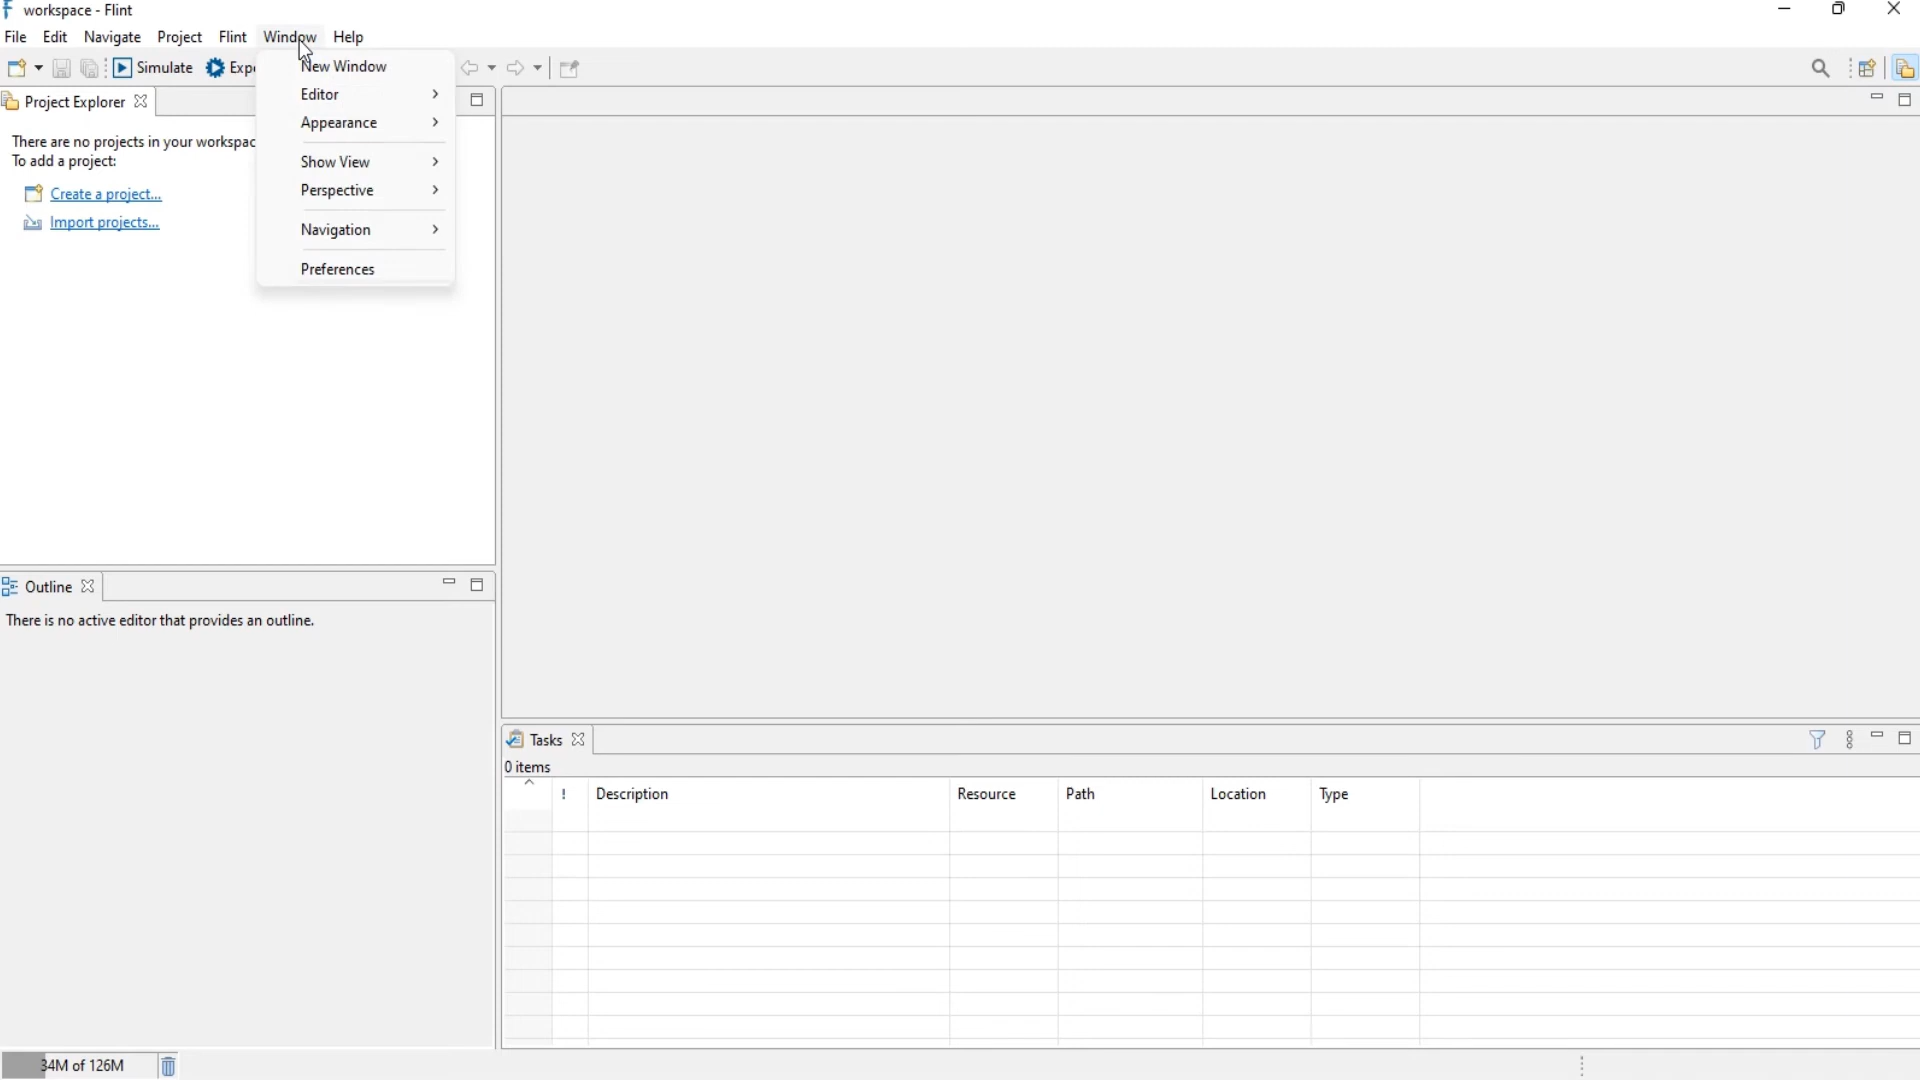 workspace - Flint
File Edit Navigate Project Flint Window Help
Simulate
New Window
Editor
Appearance
Show View
Perspective
Navigation
Preferences
Project Explorer
There are no projects in your
To add a project:
Create a project...
Import projects...
Outline
There is no active editor that provides an outline.
Tasks
0 items
! Description Resource Path Location Type
34M of 126M